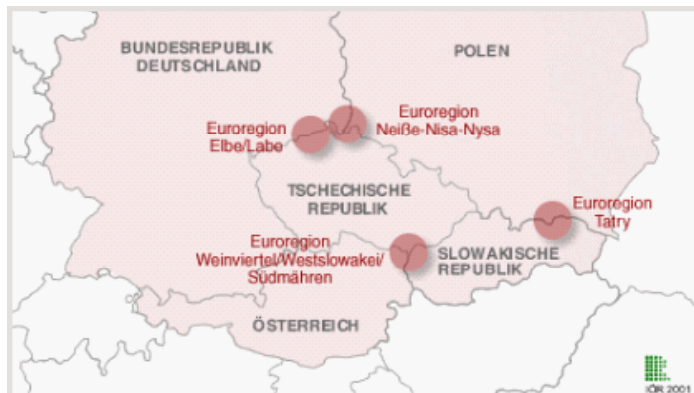 BUNDESREPUBLIK
DEUTSCHLAND
POLEN
Euroregion
Elbe/Labe
Euroregion
Neiße-Nisa-Nysa
TSCHECHISCHE
REPUBLIK
Euroregion
Tatry
Euroregion
Weinviertel/Westslowakei/
Südmähren
SLOWAKISCHE
REPUBLIK
ÖSTERREICH
IÖR 2001